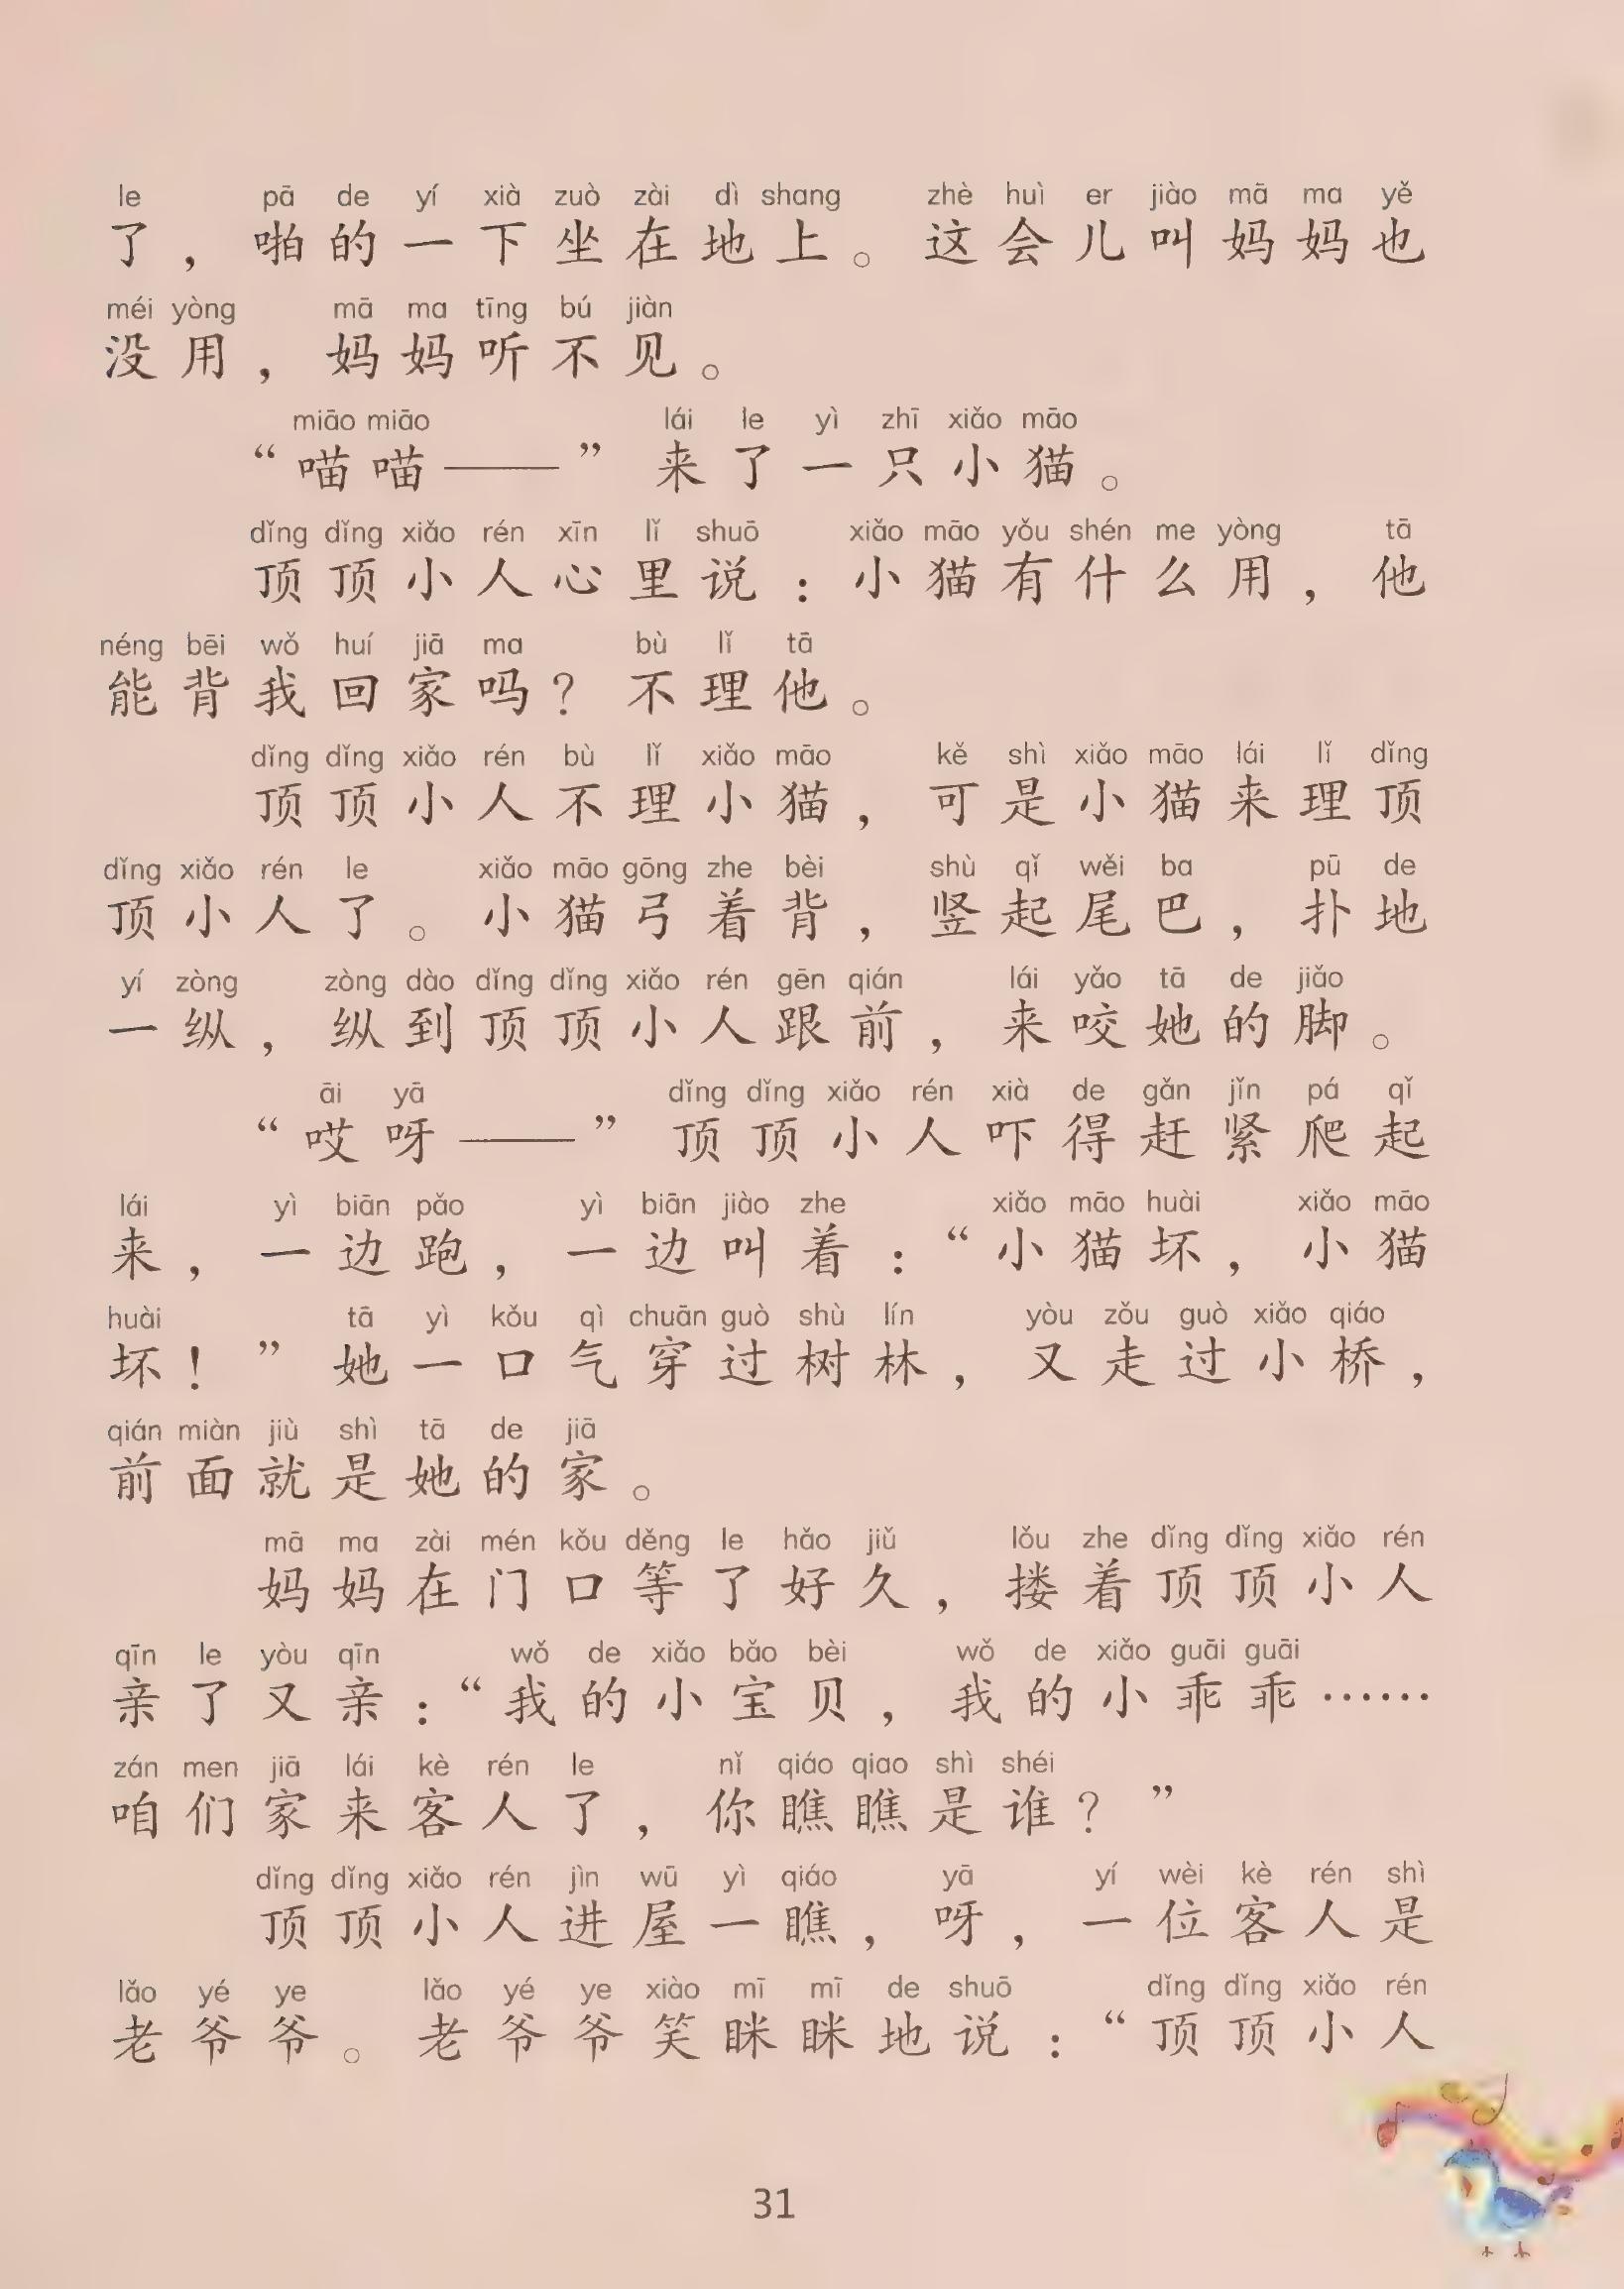 le pā de yí xià zuò zài dì shang zhè huì er jiào mā ma yě
了，啪的一下坐在地上。这会儿叫妈妈也
méi yòng mā ma tīng bú jiàn
没用，妈妈听不见。
miāo miāo lái le yì zhī xiǎo māo
“喵喵——”来了一只小猫。
dǐng dǐng xiǎo rén xīn lǐ shuō xiǎo māo yǒu shén me yòng tā
顶顶小人心里说：小猫有什么用，他
néng bēi wǒ huí jiā ma bù lǐ tā
能背我回家吗？不理他。
dǐng dǐng xiǎo rén bù lǐ xiǎo māo kě shì xiǎo māo lái lǐ dǐng
顶顶小人不理小猫，可是小猫来理顶
dǐng xiǎo rén le xiǎo māo gōng zhe bèi shù qǐ wěi ba pū de
顶小人了。小猫弓着背，竖起尾巴，扑地
yí zòng zòng dào dǐng dǐng xiǎo rén gēn qián lái yǎo tā de jiǎo
一纵，纵到顶顶小人跟前，来咬她的脚。
āi yā dǐng dǐng xiǎo rén xià de gǎn jǐn pá qǐ
“哎呀——”顶顶小人吓得赶紧爬起
lái yì biān pǎo yì biān jiào zhe xiǎo māo huài xiǎo māo
来，一边跑，一边叫着：“小猫坏，小猫
huài tā yì kǒu qì chuān guò shù lín yòu zǒu guò xiǎo qiáo
坏！”她一口气穿过树林，又走过小桥，
qián miàn jiù shì tā de jiā
前面就是她的家。
mā ma zài mén kǒu děng le hǎo jiǔ lǒu zhe dǐng dǐng xiǎo rén
妈妈在门口等了好久，搂着顶顶小人
qīn le yòu qīn wǒ de xiǎo bǎo bèi wǒ de xiǎo guāi guāi
亲了又亲：“我的小宝贝，我的小乖乖……
zán men jiā lái kè rén le nǐ qiáo qiao shì shéi
咱们家来客人了，你瞧瞧是谁？”
dǐng dǐng xiǎo rén jìn wū yì qiáo yā yí wèi kè rén shì
顶顶小人进屋一瞧，呀，一位客人是
lǎo yé ye lǎo yé ye xiào mī mī de shuō dǐng dǐng xiǎo rén
老爷爷。老爷爷笑眯眯地说：“顶顶小人
31